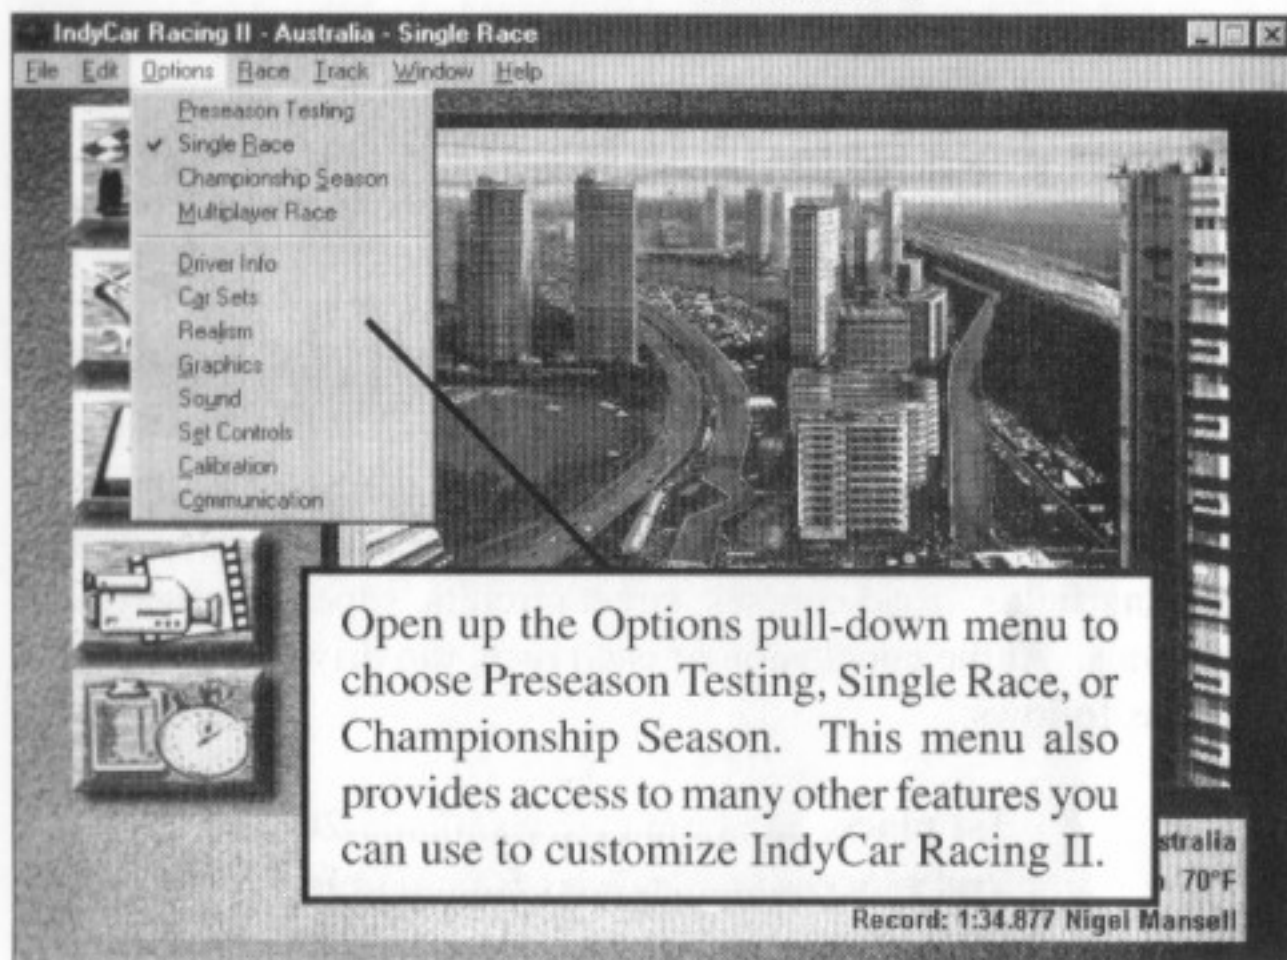 IndyCar Racing II - Australia - Single Race
File Edit Options Race Track Window Help
Preseason Testing
Single Race
Championship Season
Multiplayer Race
Driver Info
Car Sets
Realism
Graphics
Sound
Set Controls
Calibration
Communication
Open up the Options pull-down menu to
choose Preseason Testing, Single Race, or
Championship Season. This menu also
provides access to many other features you
can use to customize IndyCar Racing II.
stralia
70°F
Record: 1:34.877 Nigel Mansell